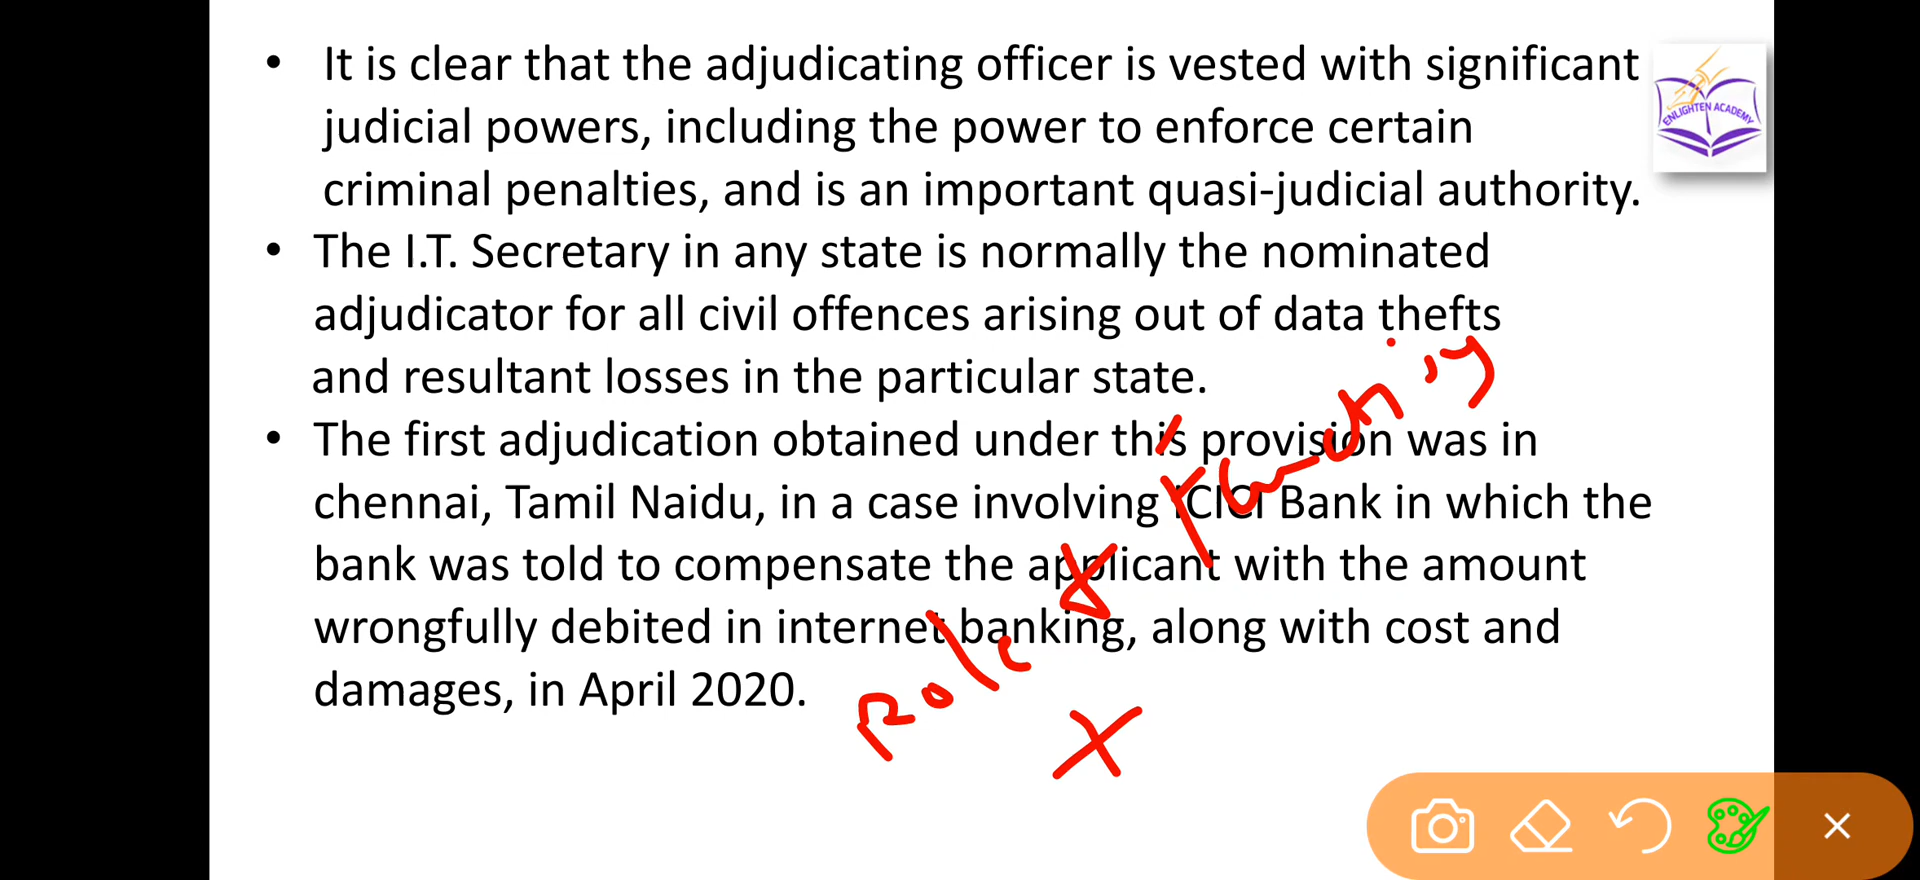 • It is clear that the adjudicating officer is vested with significant
judicial powers, including the power to enforce certain
criminal penalties, and is an important quasi-judicial authority.
• The I.T. Secretary in any state is normally the nominated
adjudicator for all civil offences arising out of data thefts
and resultant losses in the particular state.
• The first adjudication obtained under this provision was in
chennai, Tamil Naidu, in a case involving ICICI Bank in which the
bank was told to compensate the applicant with the amount
wrongfully debited in internet banking, along with cost and
damages, in April 2020.
ENLIGHTEN ACADEMY
Role &